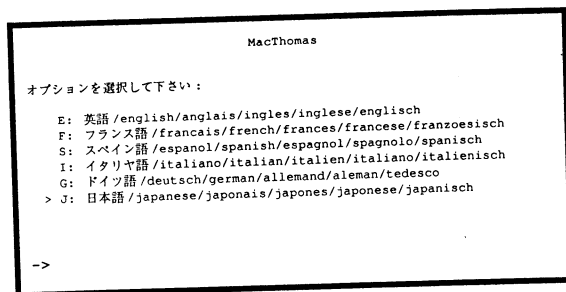 MacThomas
オプションを選択して下さい：
E: 英語/english/anglais/ingles/inglese/englisch
F: フランス語/francais/french/frances/francese/franzoesisch
S: スペイン語/espanol/spanish/espagnol/spagnolo/spanisch
I: イタリヤ語/italiano/italian/italien/italiano/italienisch
G: ドイツ語/deutsch/german/allemand/aleman/tedesco
> J: 日本語/japanese/japonais/japones/japonese/japanisch
->